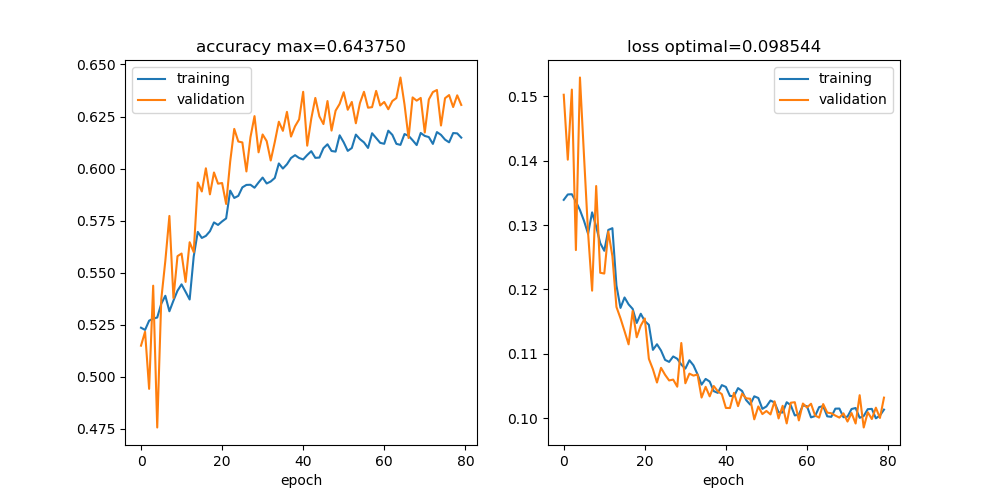 accuracy max=0.643750
training
validation
0.650
0.625
0.600
0.575
0.550
0.525
0.500
0.475
0 20 40 60 80
epoch
loss optimal=0.098544
training
validation
0.15
0.14
0.13
0.12
0.11
0.10
0 20 40 60 80
epoch